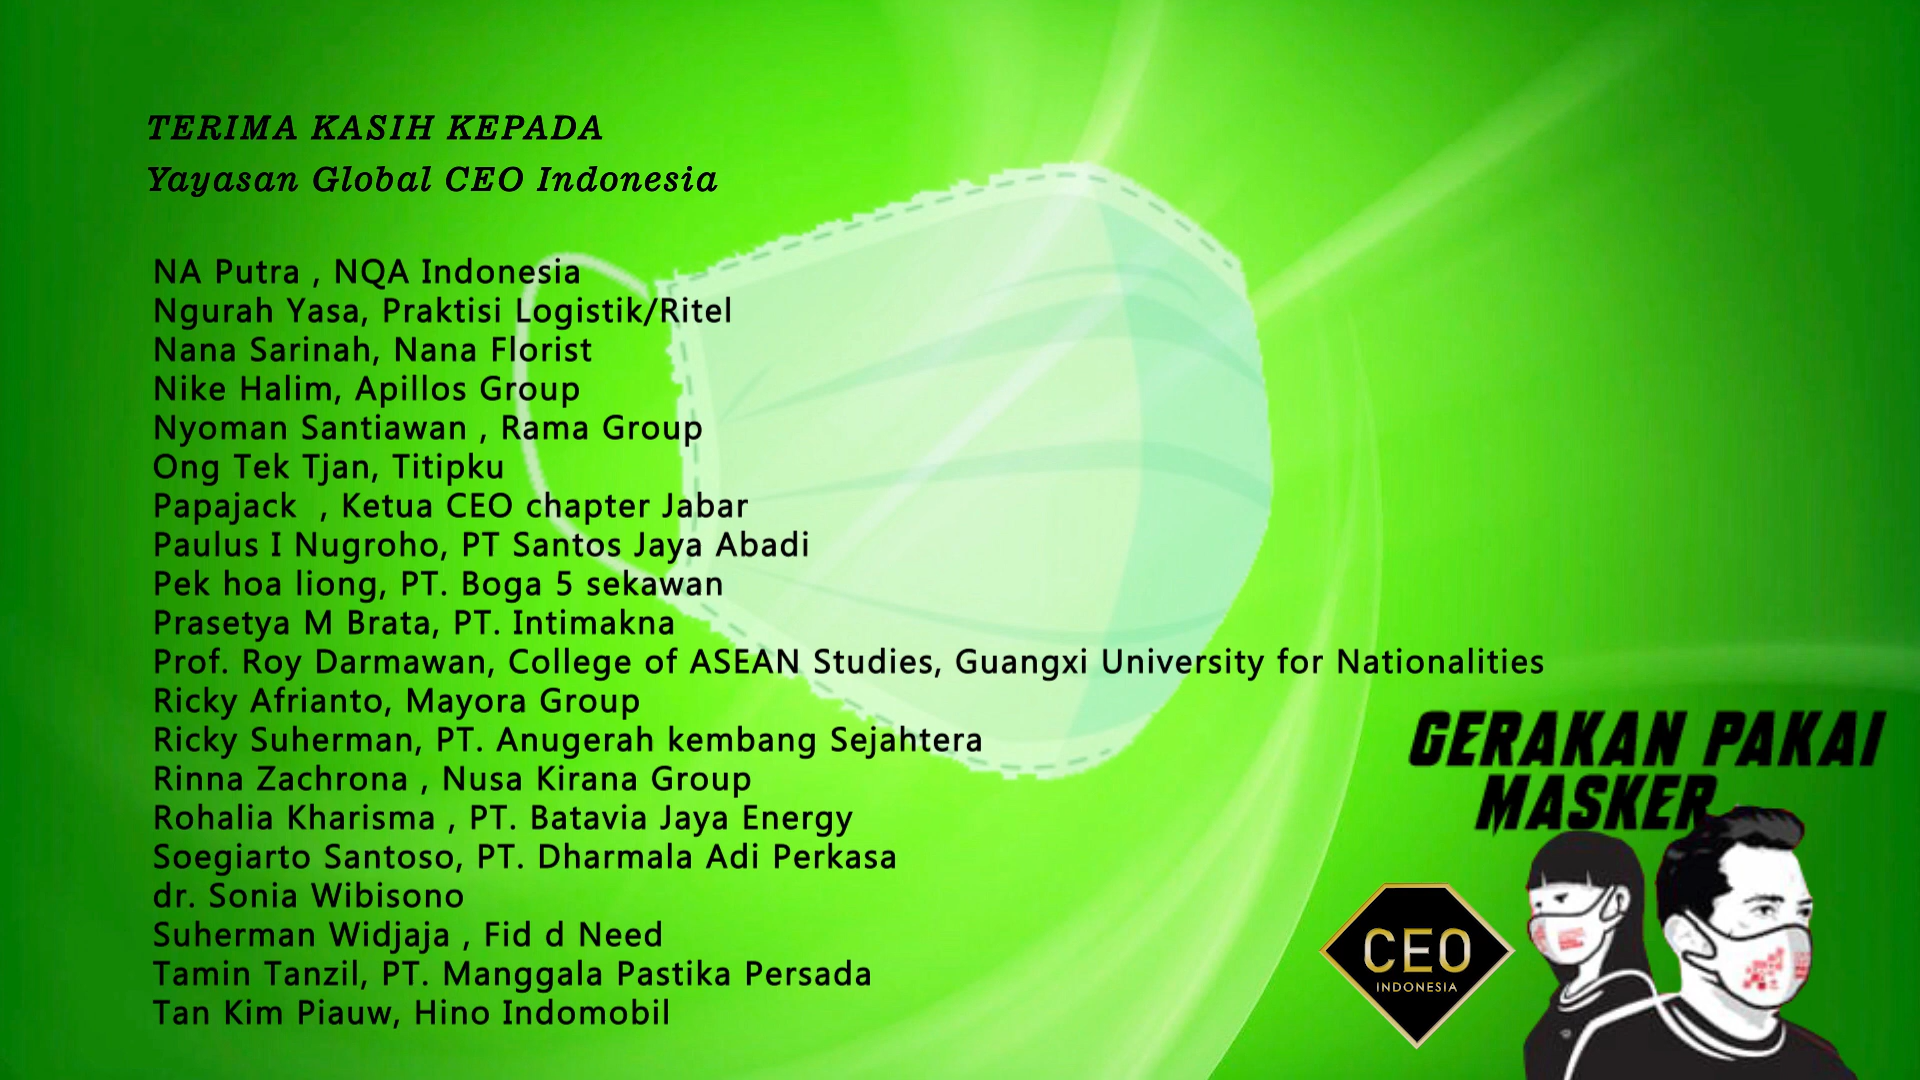 TERIMA KASIH KEPADA
Yayasan Global CEO Indonesia
NA Putra , NQA Indonesia
Ngurah Yasa, Praktisi Logistik/Ritel
Nana Sarinah, Nana Florist
Nike Halim, Apillos Group
Nyoman Santiawan , Rama Group
Ong Tek Tjan, Titipku
Papajack  , Ketua CEO chapter Jabar
Paulus I Nugroho, PT Santos Jaya Abadi
Pek hoa liong, PT. Boga 5 sekawan
Prasetya M Brata, PT. Intimakna
Prof. Roy Darmawan, College of ASEAN Studies, Guangxi University for Nationalities
Ricky Afrianto, Mayora Group
Ricky Suherman, PT. Anugerah kembang Sejahtera
Rinna Zachrona , Nusa Kirana Group
Rohalia Kharisma , PT. Batavia Jaya Energy
Soegiarto Santoso, PT. Dharmala Adi Perkasa
dr. Sonia Wibisono
Suherman Widjaja , Fid d Need
Tamin Tanzil, PT. Manggala Pastika Persada
Tan Kim Piauw, Hino Indomobil
GERAKAN PAKAI
MASKER
CEO
INDONESIA